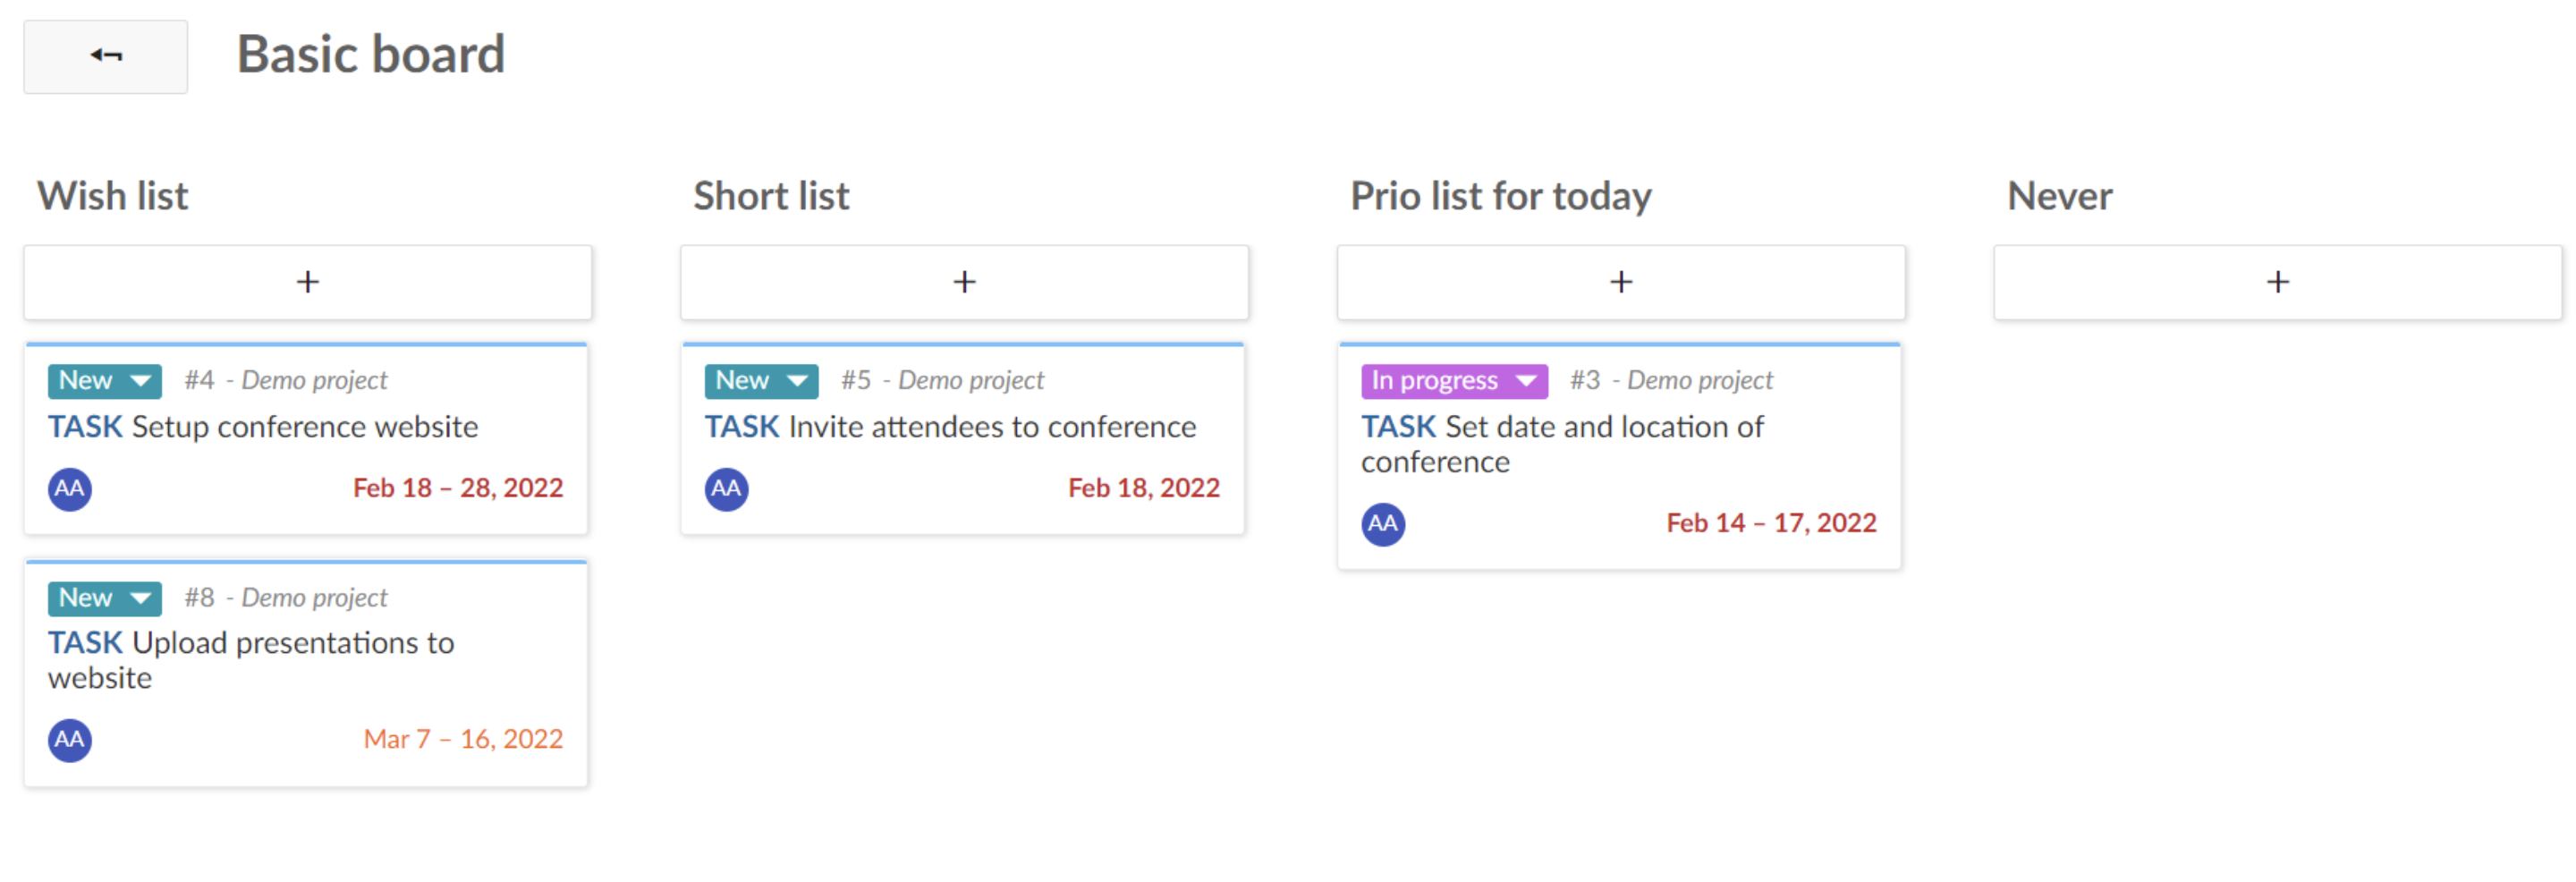 Basic board
Wish list
+
New #4 - Demo project
TASK Setup conference website
AA Feb 18 – 28, 2022
New #8 - Demo project
TASK Upload presentations to
website
AA Mar 7 – 16, 2022
Short list
+
New #5 - Demo project
TASK Invite attendees to conference
AA Feb 18, 2022
Prio list for today
+
In progress #3 - Demo project
TASK Set date and location of
conference
AA Feb 14 – 17, 2022
Never
+